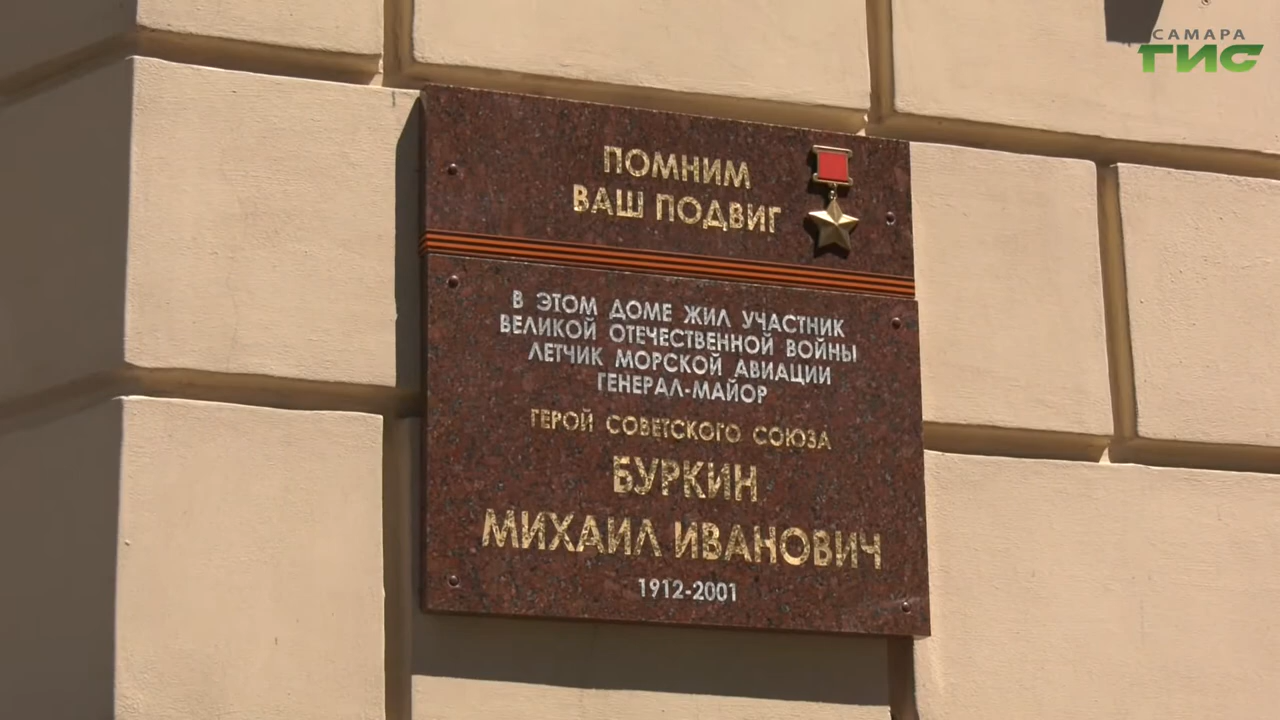 САМАРА
ГИС
ПОМНИМ
ВАШ ПОДВИГ
В ЭТОМ ДОМЕ ЖИЛ УЧАСТНИК
ВЕЛИКОЙ ОТЕЧЕСТВЕННОЙ ВОЙНЫ
ЛЕТЧИК МОРСКОЙ АВИАЦИИ
ГЕНЕРАЛ-МАЙОР
ГЕРОЙ СОВЕТСКОГО СОЮЗА
БУРКИН
МИХАИЛ ИВАНОВИЧ
1912-2001